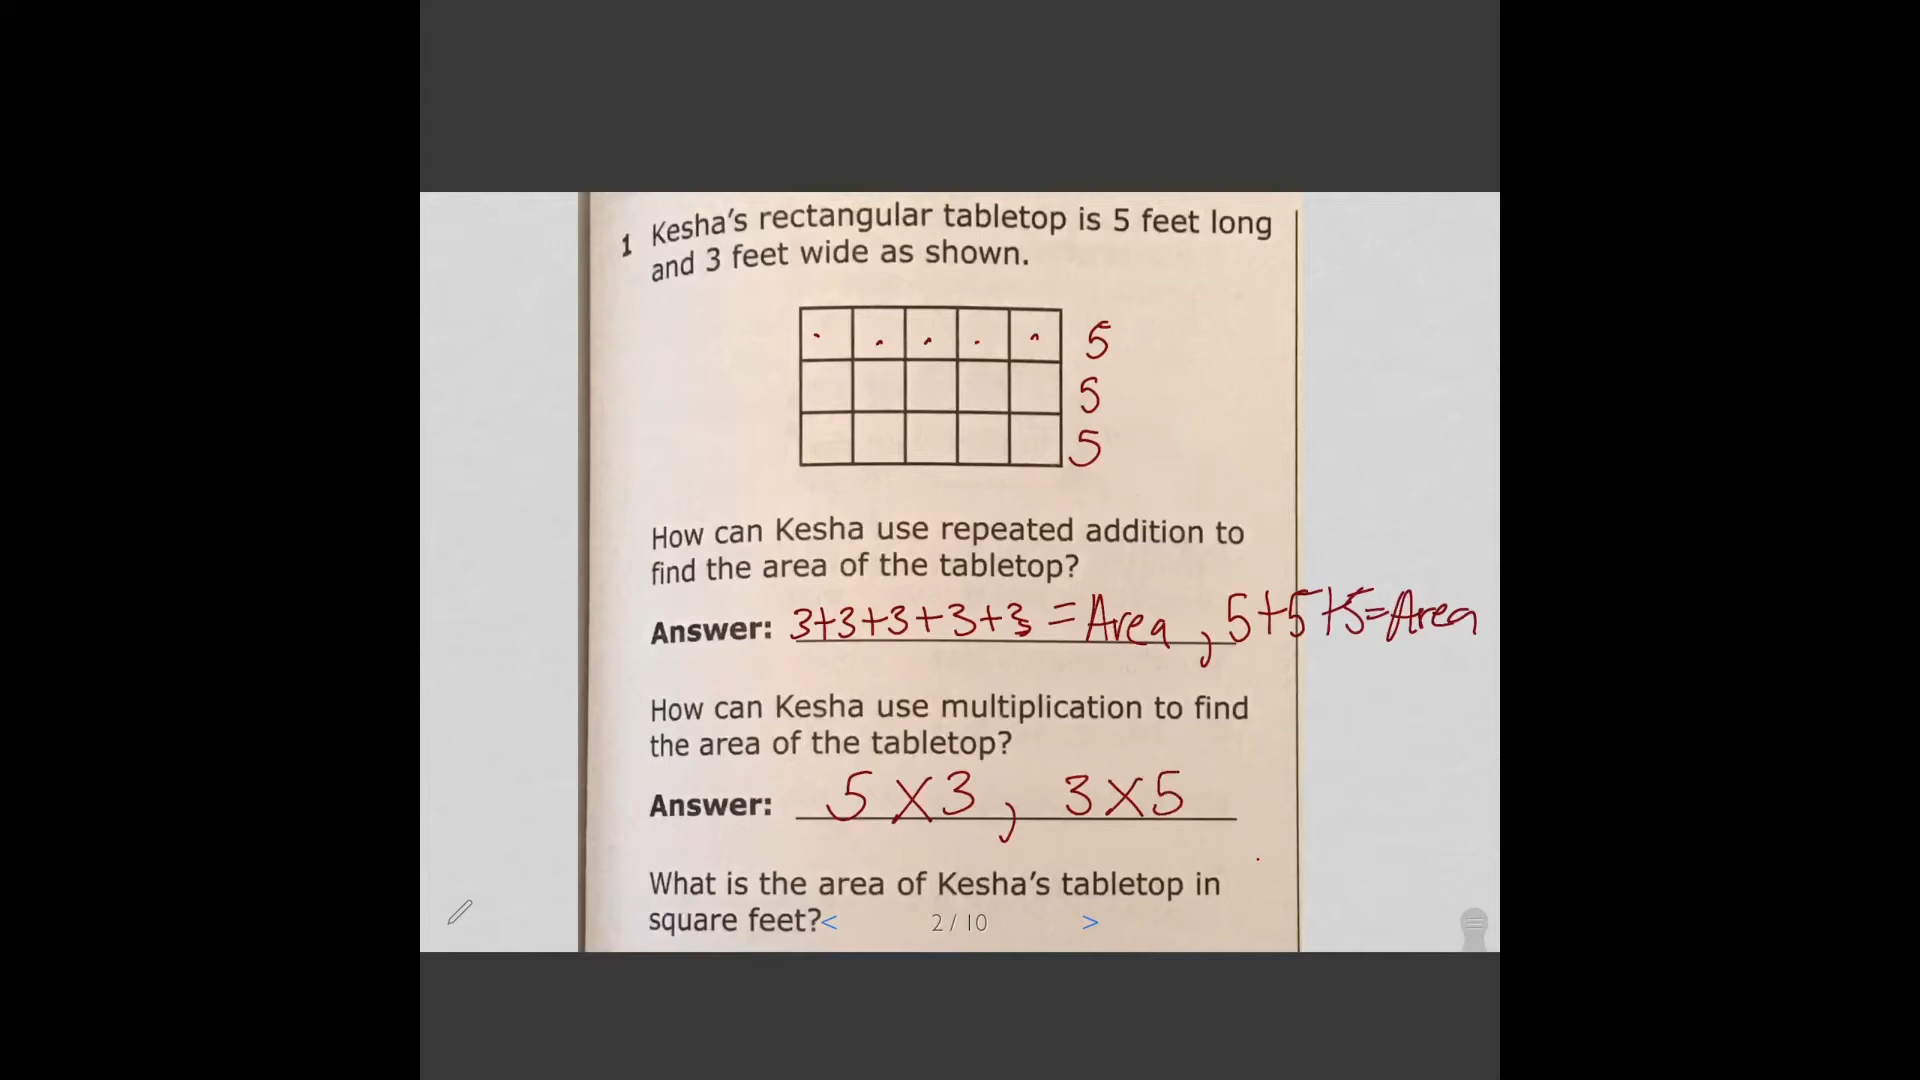 1 Kesha's rectangular tabletop is 5 feet long
and 3 feet wide as shown.
5
5
5
How can Kesha use repeated addition to
find the area of the tabletop?
Answer: 3+3+3+3+3 = Area , 5+5+5=Area
How can Kesha use multiplication to find
the area of the tabletop?
Answer: 5 X 3 , 3 X 5
What is the area of Kesha's tabletop in
square feet?
< 2 / 10 >